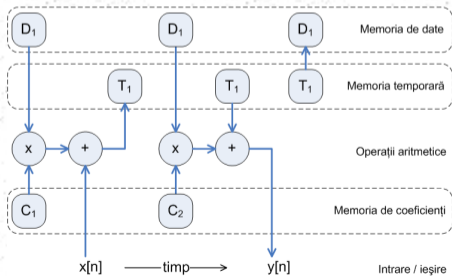 D1 D1 D1 Memoria de date
T1 T1 T1 Memoria temporară
x + x + Operații aritmetice
C1 C2 Memoria de coeficienți
x[n] timp y[n] Intrare / ieșire